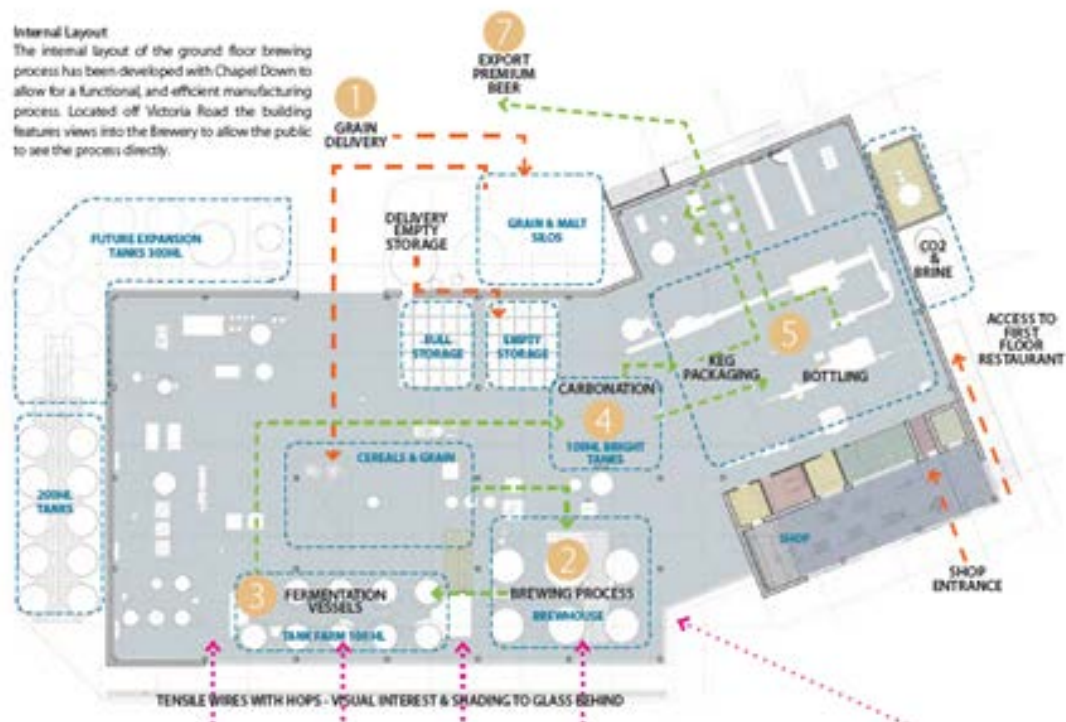 Internal Layout
The internal layout of the ground floor brewing
process has been developed with Chapel Down to
allow for a functional, and efficient manufacturing
process. Located off Victoria Road the building
features views into the Brewery to allow the public
to see the process directly.
7
EXPORT
PREMIUM
BEER
1
GRAIN
DELIVERY
DELIVERY
EMPTY
STORAGE
GRAIN & MALT
SILOS
FUTURE EXPANSION
TANKS 300HL
CO2
&
BRINE
ACCESS TO
FIRST
FLOOR
RESTAURANT
FULL
STORAGE
EMPTY
STORAGE
5
KEG
PACKAGING
BOTTLING
CARBONATION
4
100HL BRIGHT
TANKS
CEREALS & GRAIN
200HL
TANKS
SHOP
SHOP
ENTRANCE
2
BREWING PROCESS
BREWHOUSE
3
FERMENTATION
VESSELS
TANK FARM 100HL
TENSILE WIRES WITH HOPS - VISUAL INTEREST & SHADING TO GLASS BEHIND